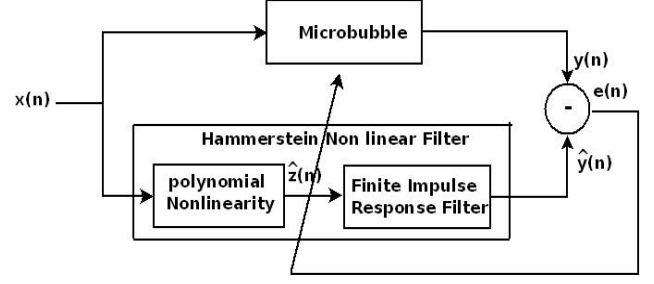 Microbubble
y(n)
x(n)
e(n)
-
Hammerstein Non linear Filter
ẑ(n)
ŷ(n)
polynomial
Nonlinearity
Finite Impulse
Response Filter